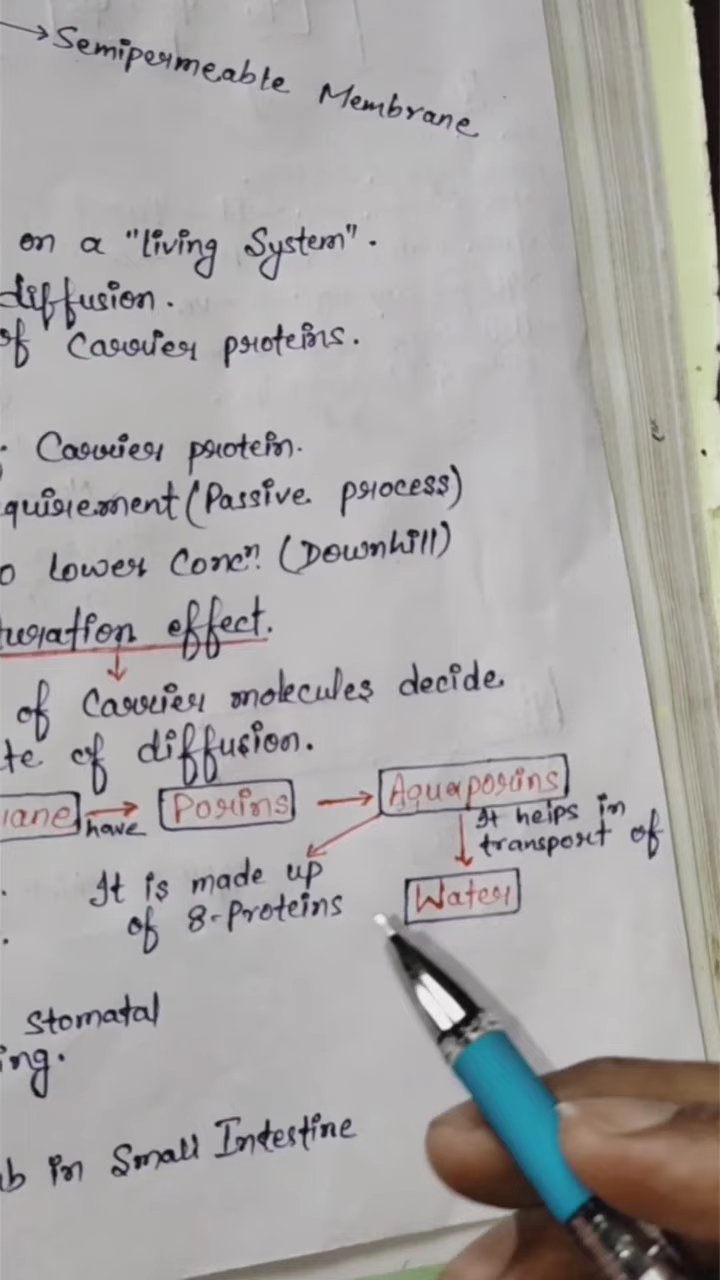 → Semipermeable Membrane
on a "living System".
diffusion.
of Carrier proteins.
Carrier protein.
quirement (Passive process)
o lower Concⁿ. (Downhill)
turation effect.
of Carrier molecules decide
te of diffusion.
rane have → Porins → Aquaporins
It helps in
transport of
It is made up
of 8-Proteins
Water
Stomatal
ing.
b in Small Intestine